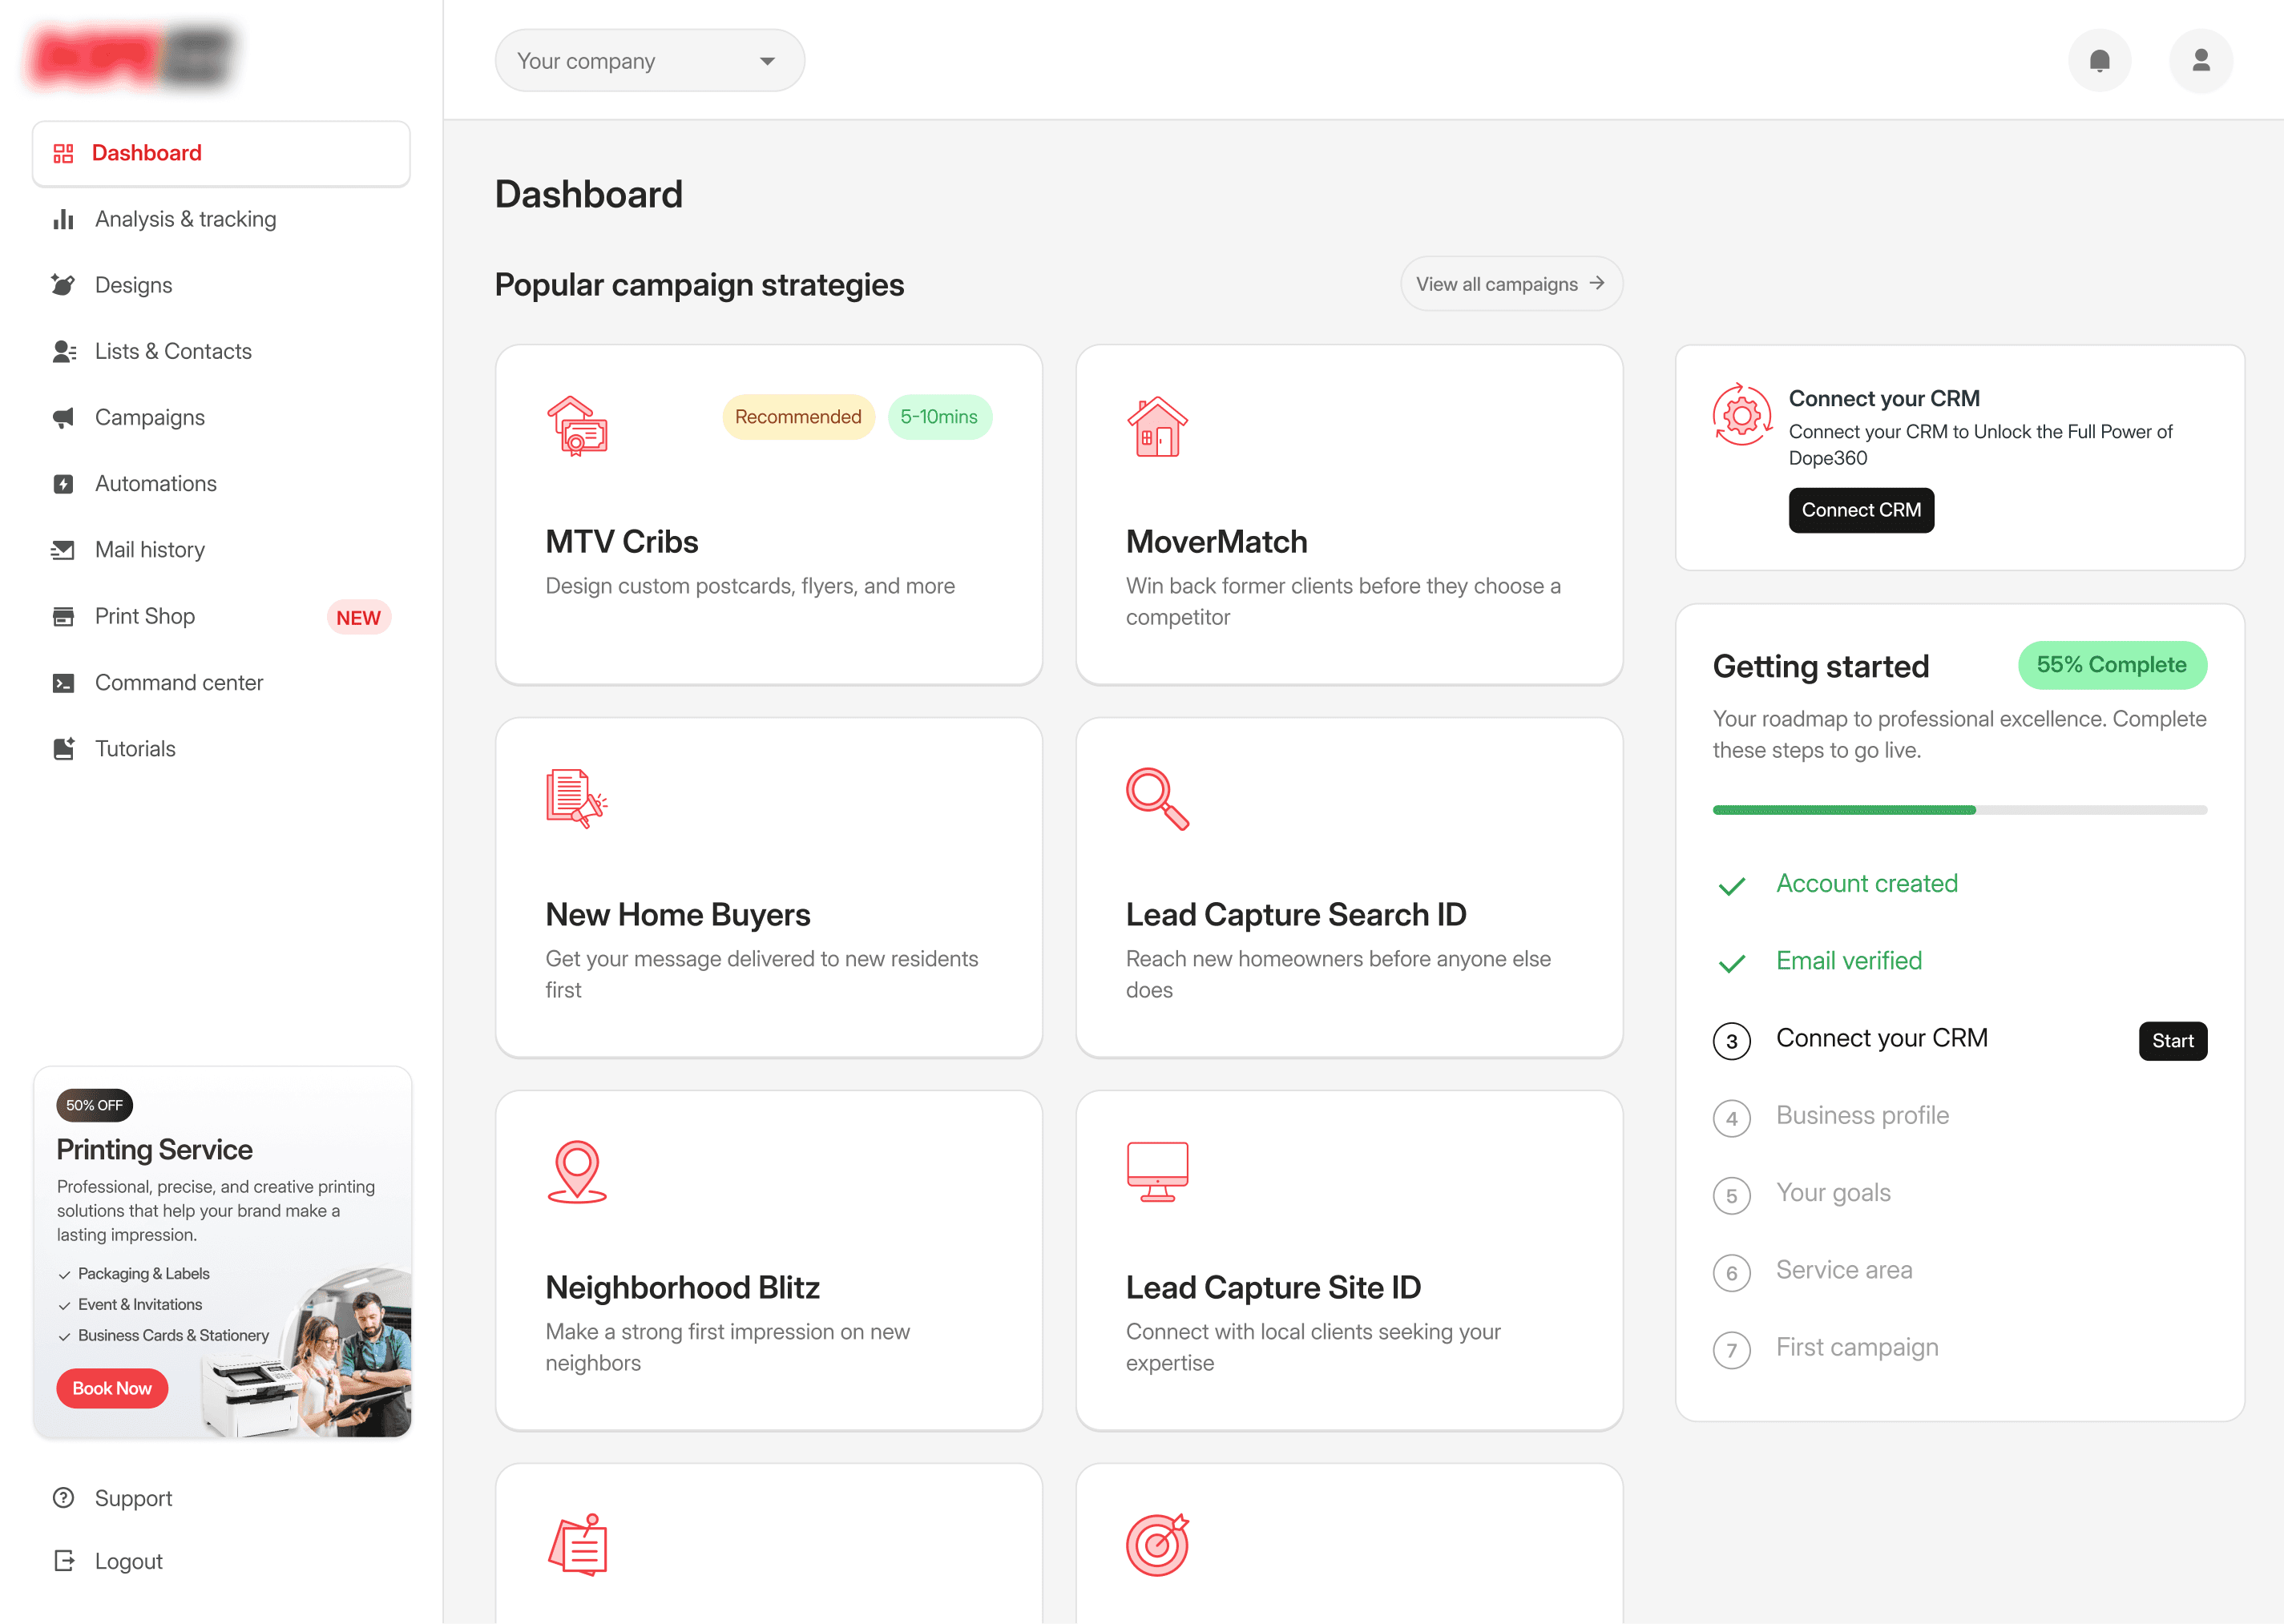 Your company
Dashboard
Analysis & tracking
Designs
Lists & Contacts
Campaigns
Automations
Mail history
Print Shop
NEW
Command center
Tutorials
50% OFF
Printing Service
Professional, precise, and creative printing
solutions that help your brand make a
lasting impression.
Packaging & Labels
Event & Invitations
Business Cards & Stationery
Book Now
Support
Logout
Dashboard
Popular campaign strategies
View all campaigns
Recommended
5-10mins
MTV Cribs
Design custom postcards, flyers, and more
MoverMatch
Win back former clients before they choose a
competitor
New Home Buyers
Get your message delivered to new residents
first
Lead Capture Search ID
Reach new homeowners before anyone else
does
Neighborhood Blitz
Make a strong first impression on new
neighbors
Lead Capture Site ID
Connect with local clients seeking your
expertise
Connect your CRM
Connect your CRM to Unlock the Full Power of
Dope360
Connect CRM
Getting started
55% Complete
Your roadmap to professional excellence. Complete
these steps to go live.
Account created
Email verified
3 Connect your CRM
Start
4 Business profile
5 Your goals
6 Service area
7 First campaign